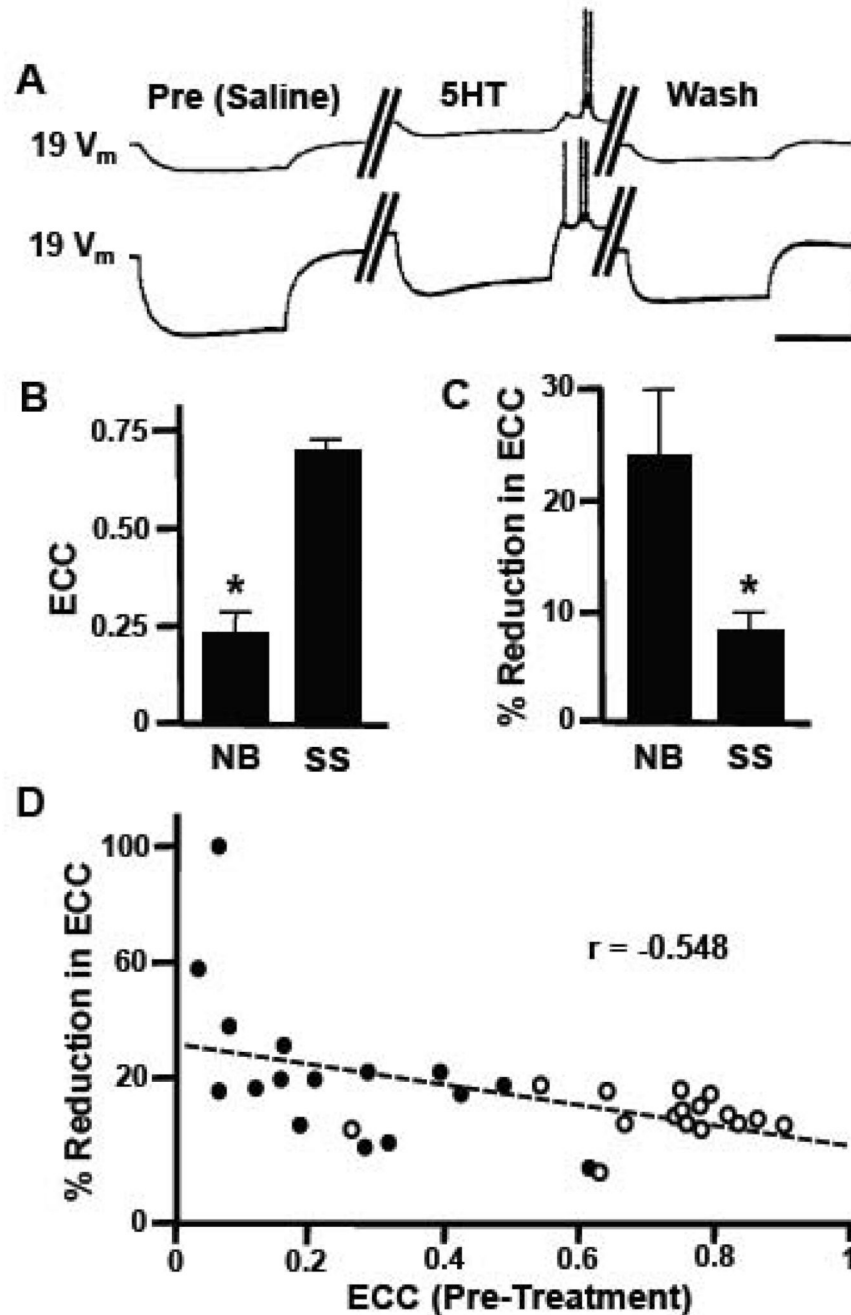 A
Pre (Saline) 5HT Wash
19 Vm
19 Vm
B
ECC
0.75
0.50
0.25
0
*
NB SS
C
% Reduction in ECC
30
20
10
0
*
NB SS
D
% Reduction in ECC
100
60
20
0
r = -0.548
0 0.2 0.4 0.6 0.8 1
ECC (Pre-Treatment)